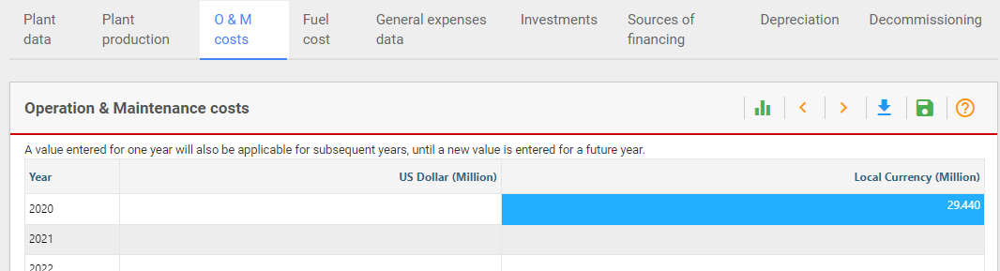 Plant
data
Plant
production
O & M
costs
Fuel
cost
General expenses
data
Investments
Sources of
financing
Depreciation
Decommissioning
Operation & Maintenance costs
A value entered for one year will also be applicable for subsequent years, until a new value is entered for a future year.
Year US Dollar (Million) Local Currency (Million)
2020 29.440
2021
2022